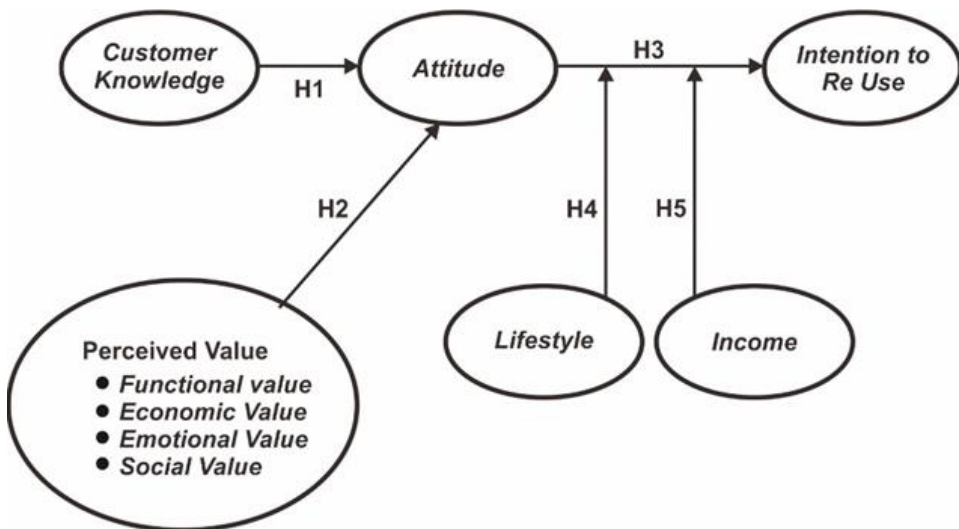 Customer
Knowledge
H1
Attitude
H3
Intention to
Re Use
H2
H4
H5
Lifestyle
Income
Perceived Value
● Functional value
● Economic Value
● Emotional Value
● Social Value